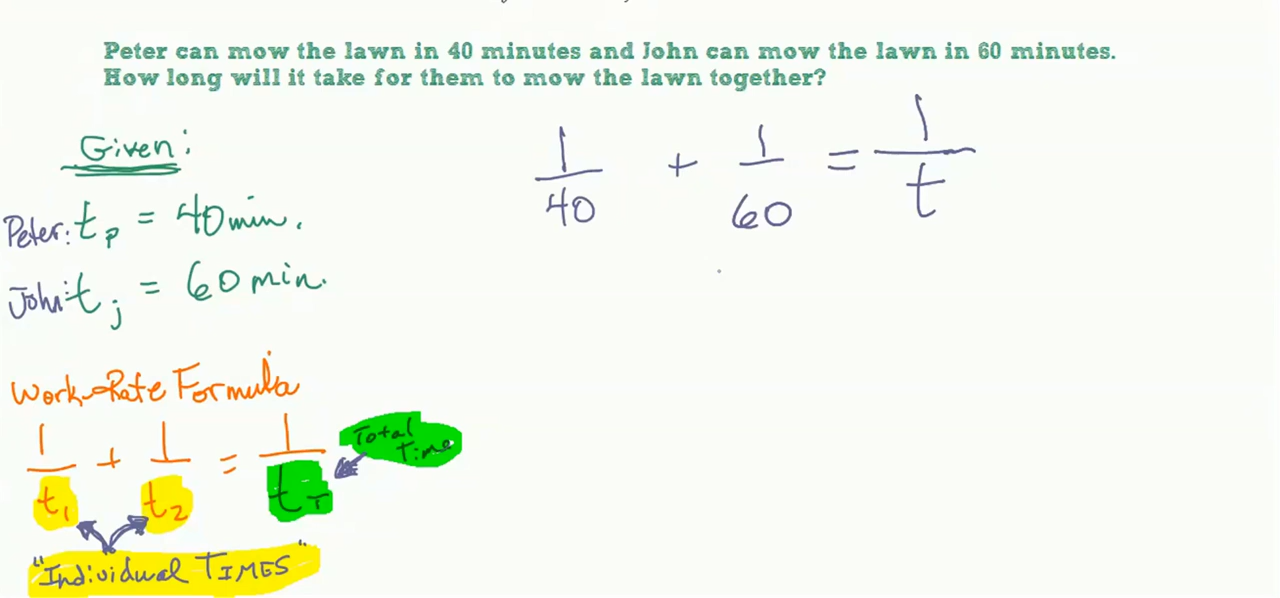 Peter can mow the lawn in 40 minutes and John can mow the lawn in 60 minutes.
How long will it take for them to mow the lawn together?
Given:
Peter: tp = 40 min.
John: tj = 60 min.
1/40 + 1/60 = 1/t
Work-Rate Formula
1/t1 + 1/t2 = 1/tT
Total
Time
"Individual TIMES"